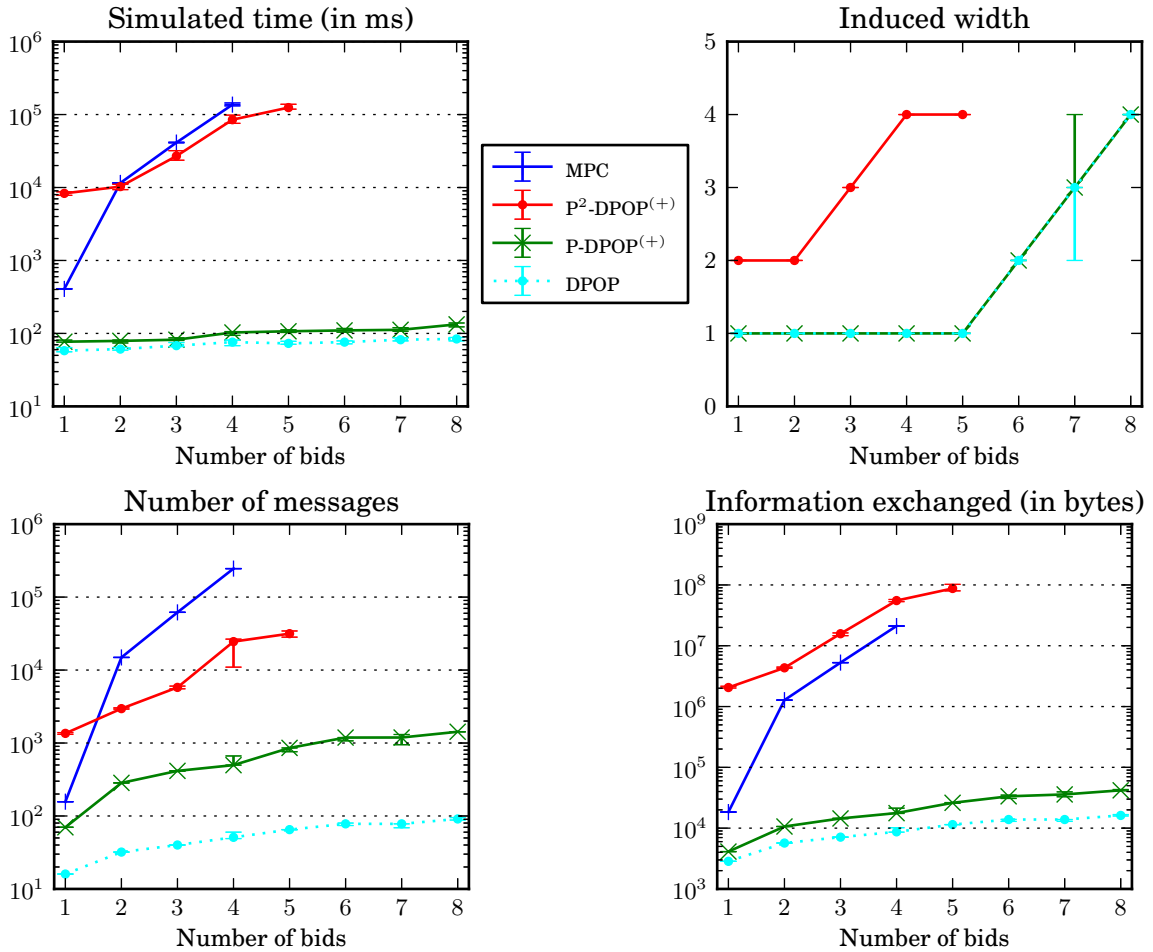 Simulated time (in ms)
10^6
10^5
10^4
10^3
10^2
10^1
1 2 3 4 5 6 7 8
Number of bids
Induced width
5
4
3
2
1
0
1 2 3 4 5 6 7 8
Number of bids
MPC
P^2-DPOP^(+)
P-DPOP^(+)
DPOP
Number of messages
10^6
10^5
10^4
10^3
10^2
10^1
1 2 3 4 5 6 7 8
Number of bids
Information exchanged (in bytes)
10^9
10^8
10^7
10^6
10^5
10^4
10^3
1 2 3 4 5 6 7 8
Number of bids